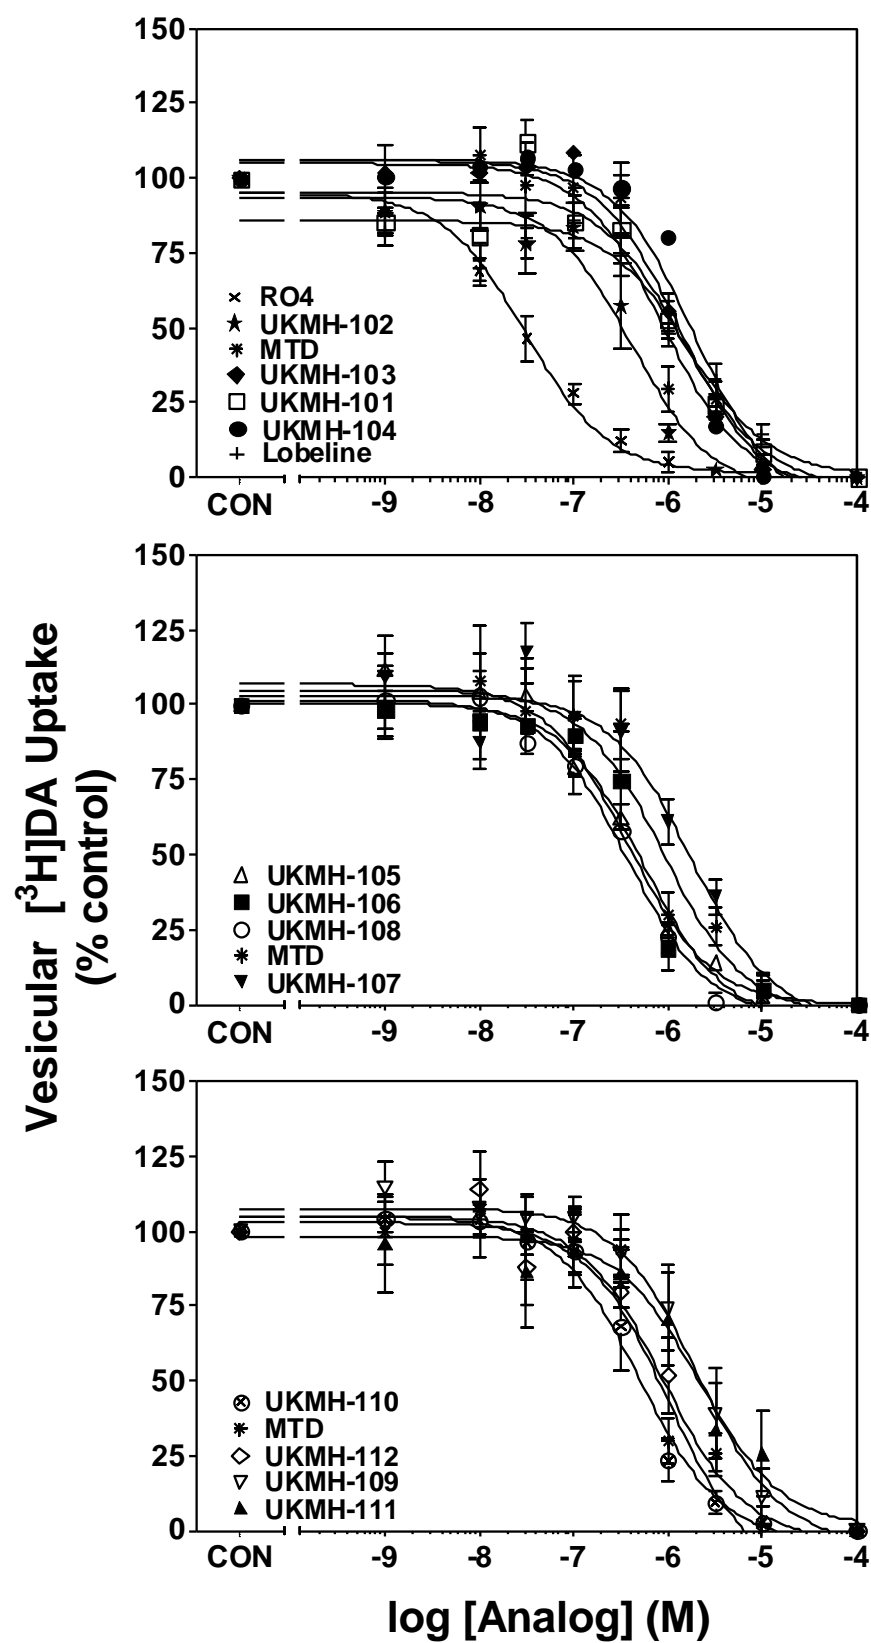 Vesicular [³H]DA Uptake
(% control)
150
125
100
75
50
25
0
RO4
UKMH-102
MTD
UKMH-103
UKMH-101
UKMH-104
Lobeline
CON -9 -8 -7 -6 -5 -4
150
125
100
75
50
25
0
UKMH-105
UKMH-106
UKMH-108
MTD
UKMH-107
CON -9 -8 -7 -6 -5 -4
150
125
100
75
50
25
0
UKMH-110
MTD
UKMH-112
UKMH-109
UKMH-111
CON -9 -8 -7 -6 -5 -4
log [Analog] (M)